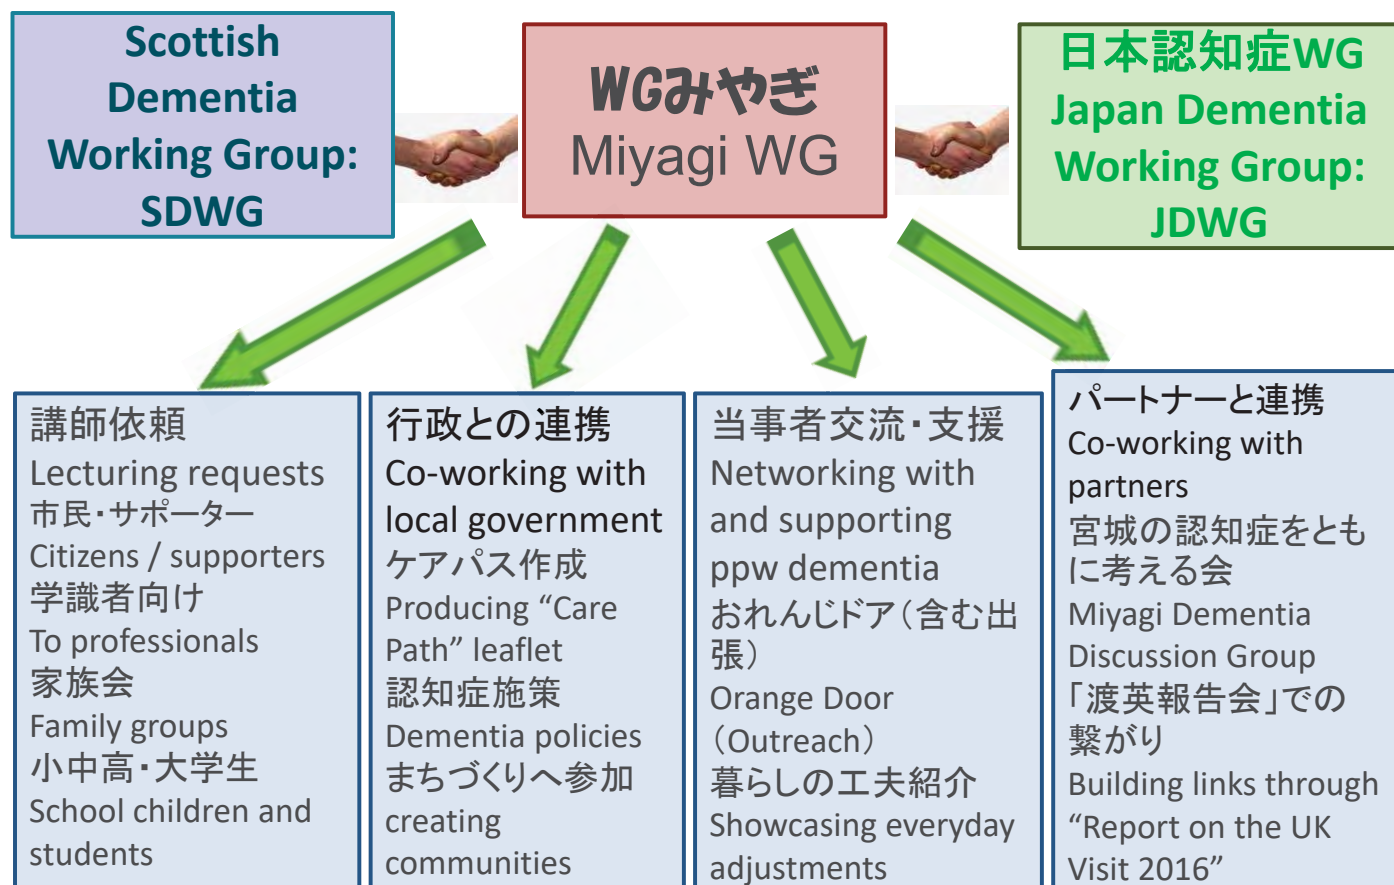 Scottish
Dementia
Working Group:
SDWG
WGみやぎ
Miyagi WG
日本認知症WG
Japan Dementia
Working Group:
JDWG
講師依頼
Lecturing requests
市民・サポーター
Citizens / supporters
学識者向け
To professionals
家族会
Family groups
小中高・大学生
School children and
students
行政との連携
Co-working with
local government
ケアパス作成
Producing “Care
Path” leaflet
認知症施策
Dementia policies
まちづくりへ参加
creating
communities
当事者交流・支援
Networking with
and supporting
ppw dementia
おれんじドア（含む出
張）
Orange Door
（Outreach）
暮らしの工夫紹介
Showcasing everyday
adjustments
パートナーと連携
Co-working with
partners
宮城の認知症をとも
に考える会
Miyagi Dementia
Discussion Group
「渡英報告会」での
繋がり
Building links through
“Report on the UK
Visit 2016”